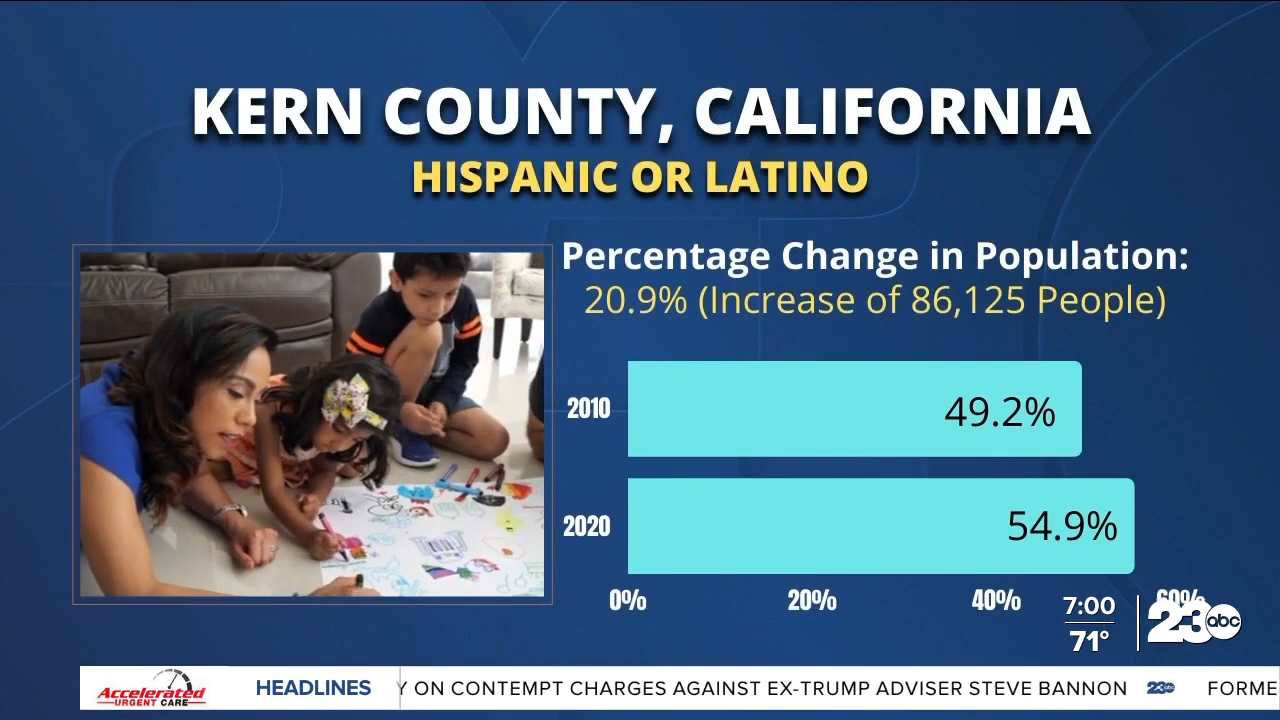 KERN COUNTY, CALIFORNIA
HISPANIC OR LATINO
Percentage Change in Population:
20.9% (Increase of 86,125 People)
2010
49.2%
2020
54.9%
0%
20%
40%
60%
7:00
71°
23abc
Accelerated
URGENT CARE
HEADLINES
Y ON CONTEMPT CHARGES AGAINST EX-TRUMP ADVISER STEVE BANNON 23abc FORME